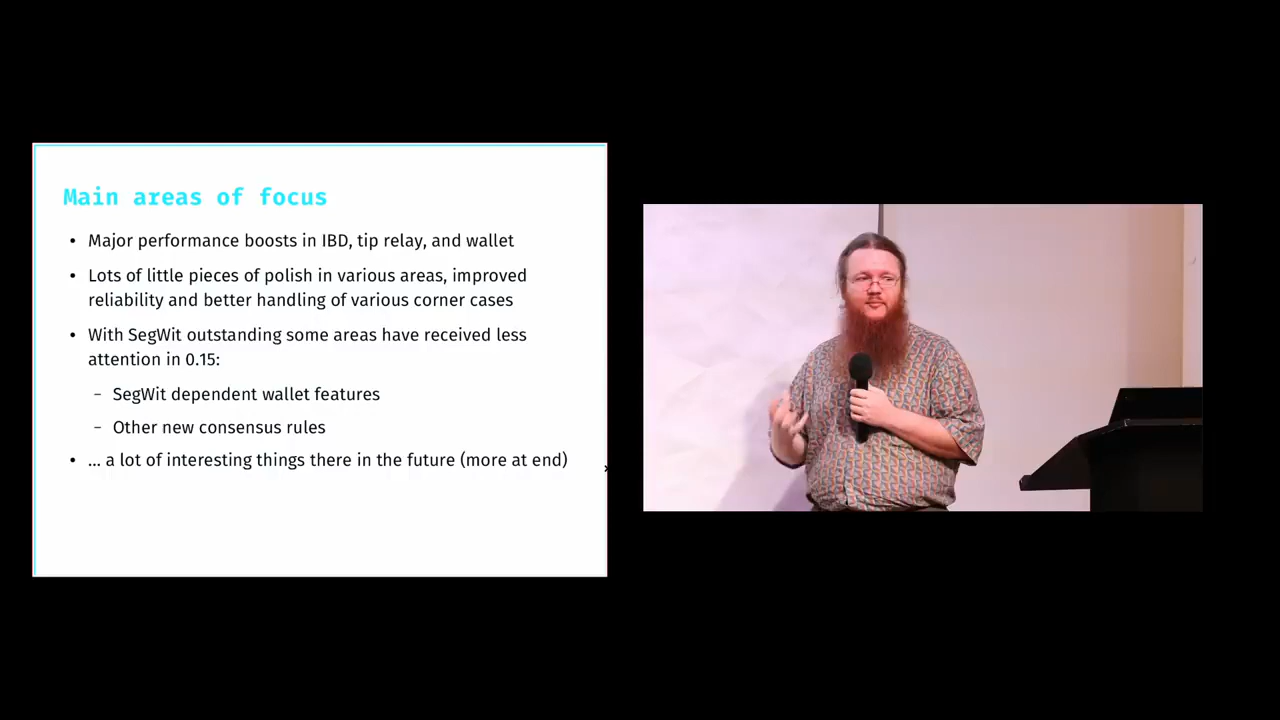 Main areas of focus
• Major performance boosts in IBD, tip relay, and wallet
• Lots of little pieces of polish in various areas, improved
reliability and better handling of various corner cases
• With SegWit outstanding some areas have received less
attention in 0.15:
– SegWit dependent wallet features
– Other new consensus rules
• ... a lot of interesting things there in the future (more at end)